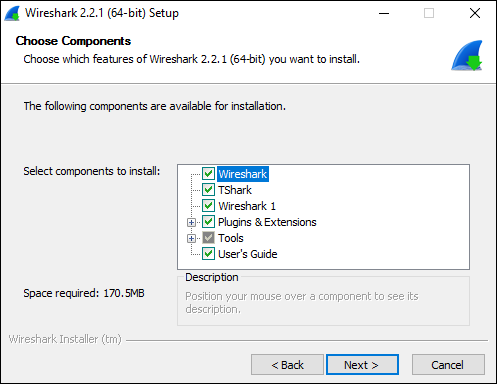 Wireshark 2.2.1 (64-bit) Setup
Choose Components
Choose which features of Wireshark 2.2.1 (64-bit) you want to install.
The following components are available for installation.
Select components to install:
Wireshark
TShark
Wireshark 1
Plugins & Extensions
Tools
User's Guide
Space required: 170.5MB
Description
Position your mouse over a component to see its
description.
Wireshark Installer (tm)
< Back
Next >
Cancel